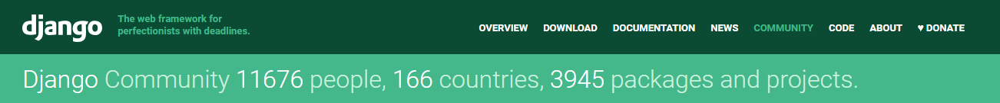 django
The web framework for
perfectionists with deadlines.
OVERVIEW DOWNLOAD DOCUMENTATION NEWS COMMUNITY CODE ABOUT ♥ DONATE
Django Community 11676 people, 166 countries, 3945 packages and projects.